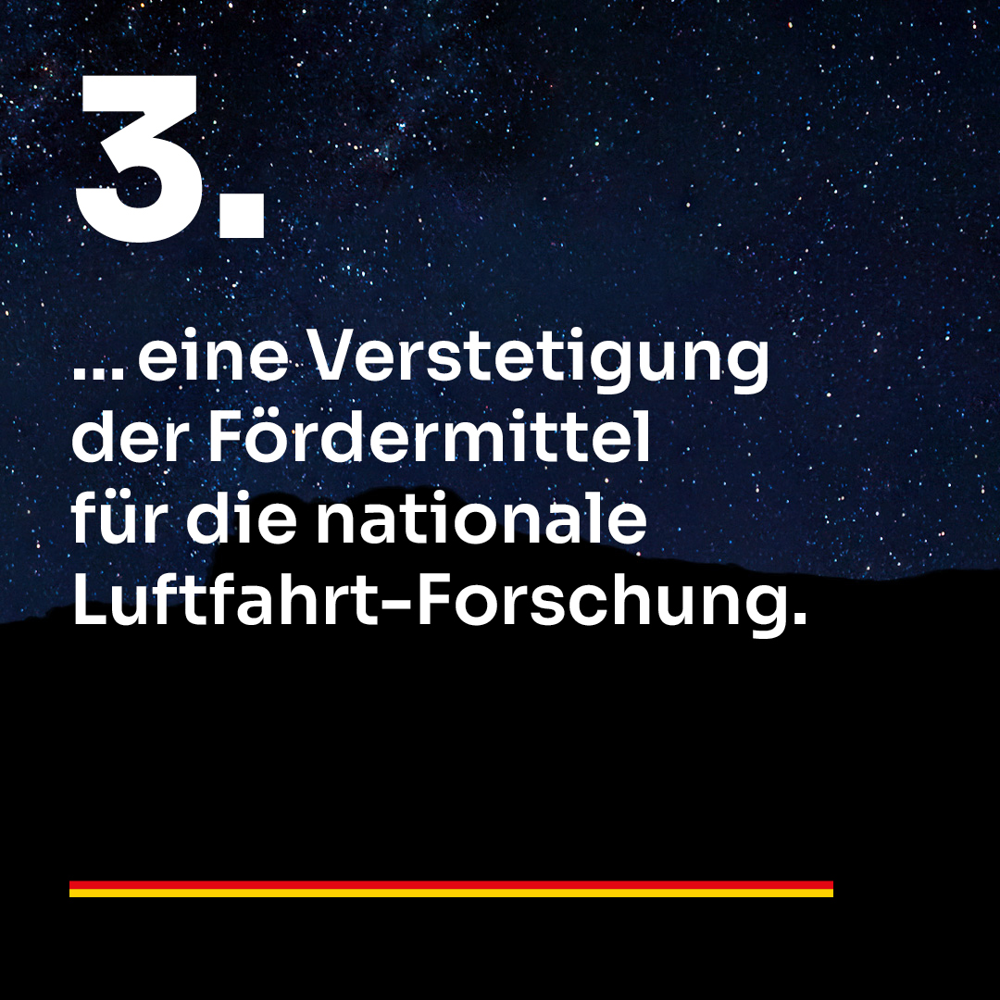 3.
... eine Verstetigung
der Fördermittel
für die nationale
Luftfahrt-Forschung.